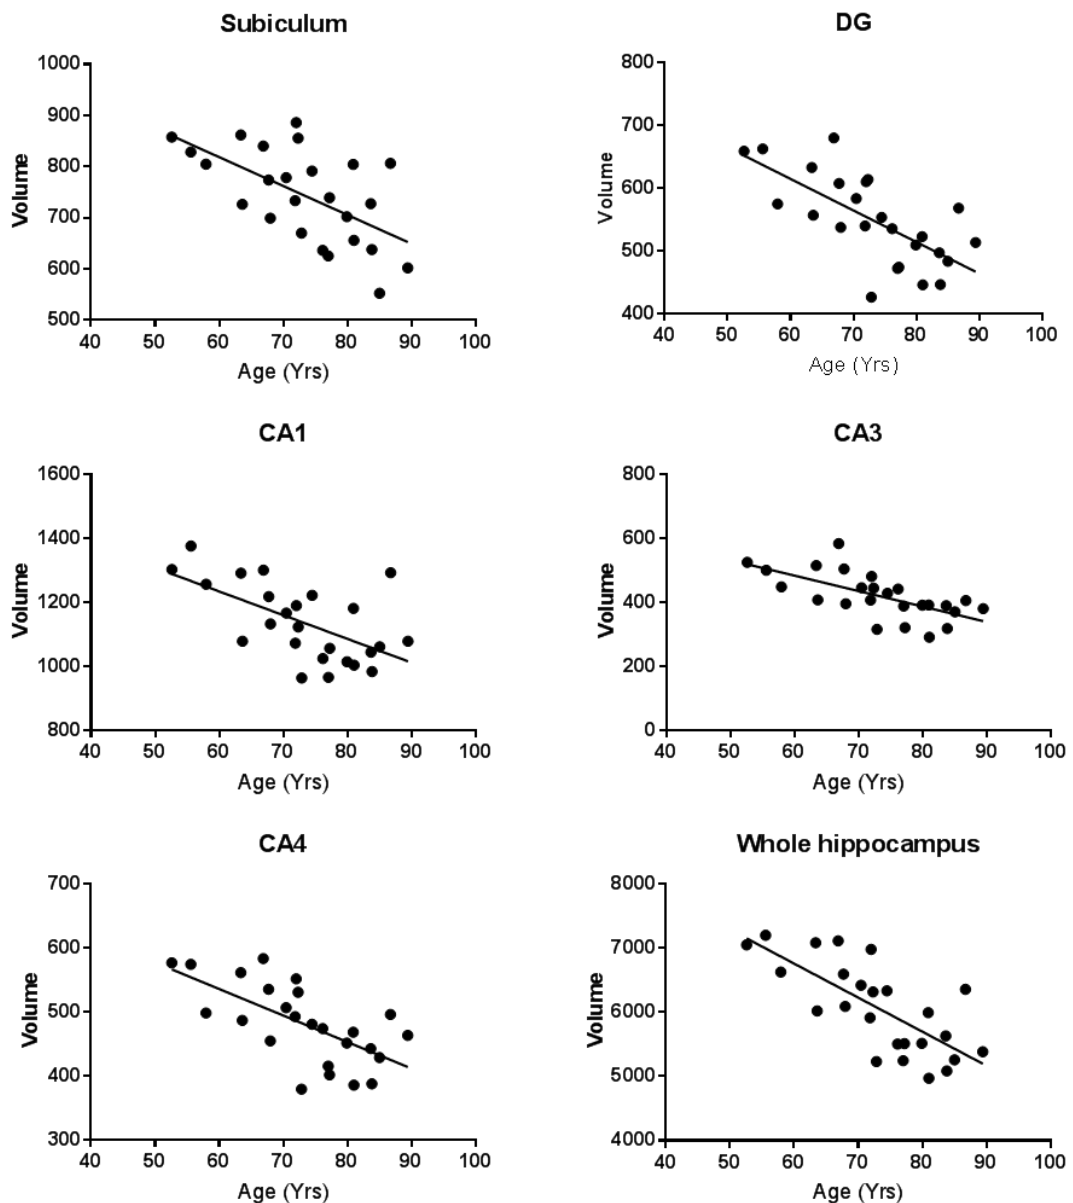 Subiculum
1000
900
800
700
600
500
Volume
40 50 60 70 80 90 100
Age (Yrs)
DG
800
700
600
500
400
Volume
40 50 60 70 80 90 100
Age (Yrs)
CA1
1600
1400
1200
1000
800
Volume
40 50 60 70 80 90 100
Age (Yrs)
CA3
800
600
400
200
0
Volume
40 50 60 70 80 90 100
Age (Yrs)
CA4
700
600
500
400
300
Volume
40 50 60 70 80 90 100
Age (Yrs)
Whole hippocampus
8000
7000
6000
5000
4000
Volume
40 50 60 70 80 90 100
Age (Yrs)